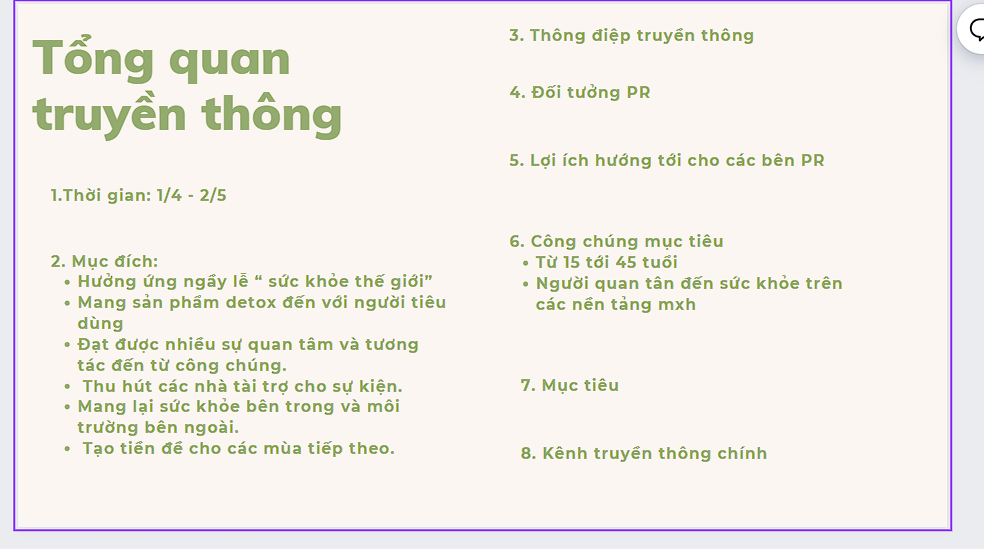 Tổng quan
truyền thông
1.Thời gian: 1/4 - 2/5
2. Mục đích:
• Hưởng ứng ngầy lễ “ sức khỏe thế giới”
• Mang sản phẩm detox đến với người tiêu
dùng
• Đạt được nhiều sự quan tâm và tương
tác đến từ công chúng.
• Thu hút các nhà tài trợ cho sự kiện.
• Mang lại sức khỏe bên trong và môi
trường bên ngoài.
• Tạo tiền đề cho các mùa tiếp theo.
3. Thông điệp truyền thông
4. Đối tưởng PR
5. Lợi ích hướng tới cho các bên PR
6. Công chúng mục tiêu
• Từ 15 tới 45 tuổi
• Người quan tân đến sức khỏe trên
các nền tảng mxh
7. Mục tiêu
8. Kênh truyền thông chính